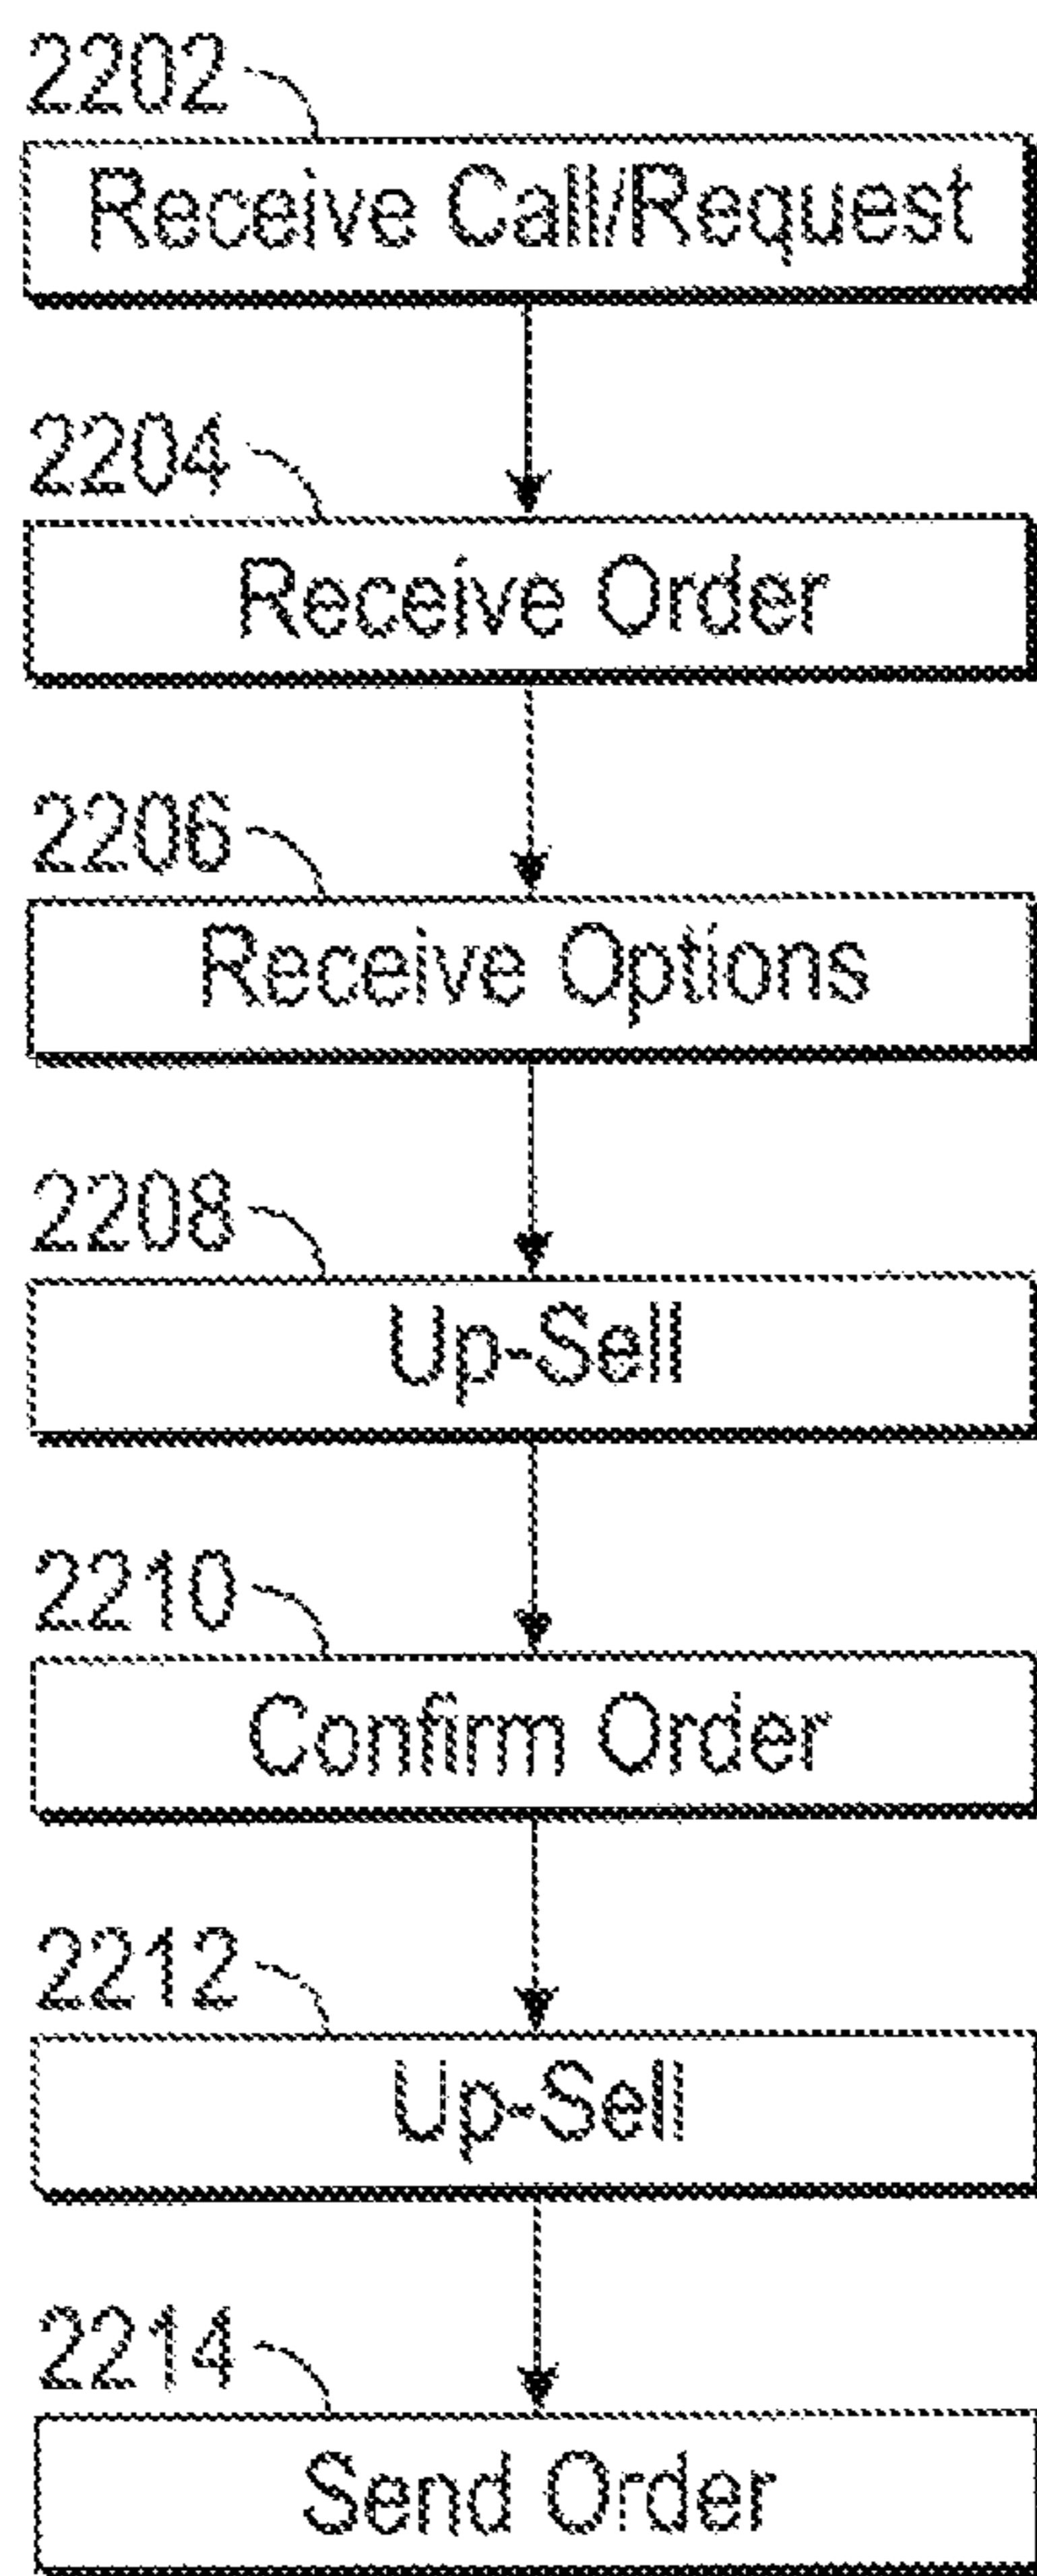 2202
Receive Call/Request
2204
Receive Order
2206
Receive Options
2208
Up-Sell
2210
Confirm Order
2212
Up-Sell
2214
Send Order